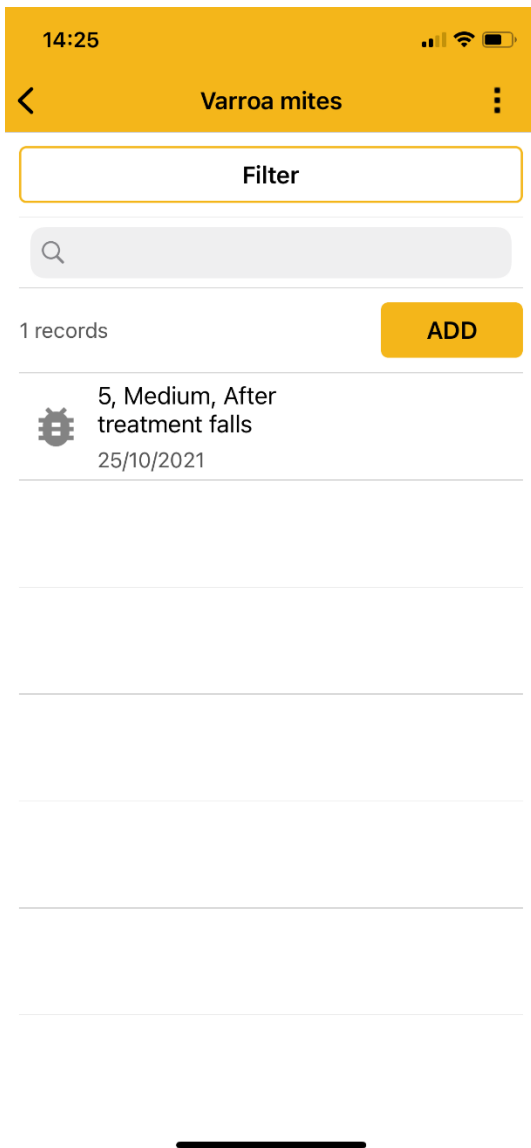 14:25
Varroa mites
Filter
1 records
ADD
5, Medium, After
treatment falls
25/10/2021